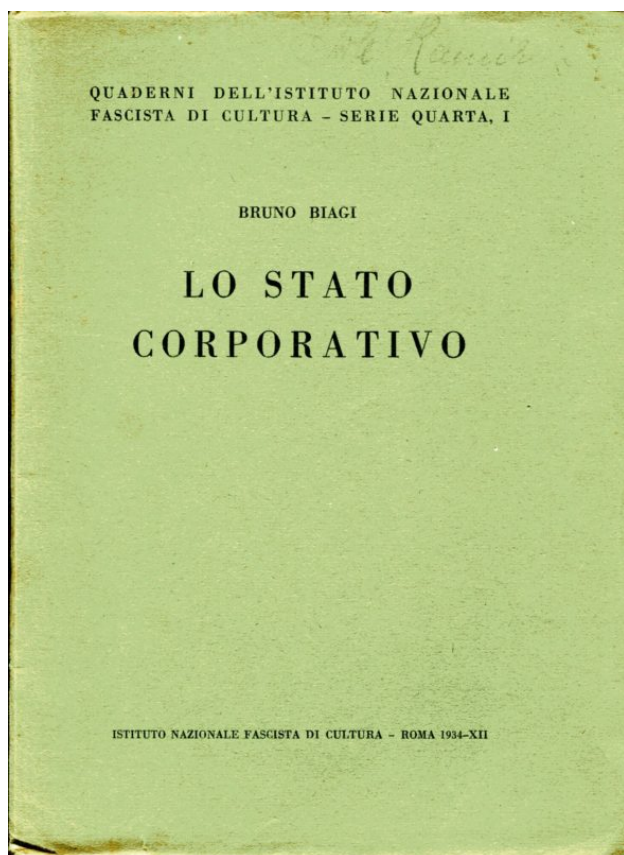 QUADERNI DELL'ISTITUTO NAZIONALE
FASCISTA DI CULTURA – SERIE QUARTA, I
BRUNO BIAGI
LO STATO
CORPORATIVO
ISTITUTO NAZIONALE FASCISTA DI CULTURA – ROMA 1934–XII